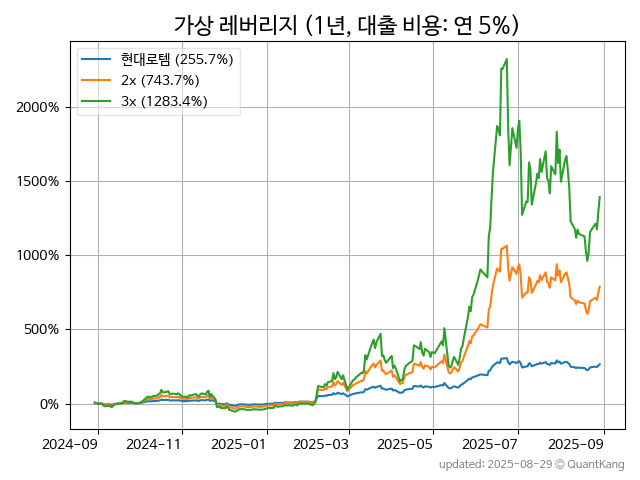 가상 레버리지 (1년, 대출 비용: 연 5%)
현대로템 (255.7%)
2x (743.7%)
3x (1283.4%)
2000%
1500%
1000%
500%
0%
2024-09 2024-11 2025-01 2025-03 2025-05 2025-07 2025-09
updated: 2025-08-29 © QuantKang